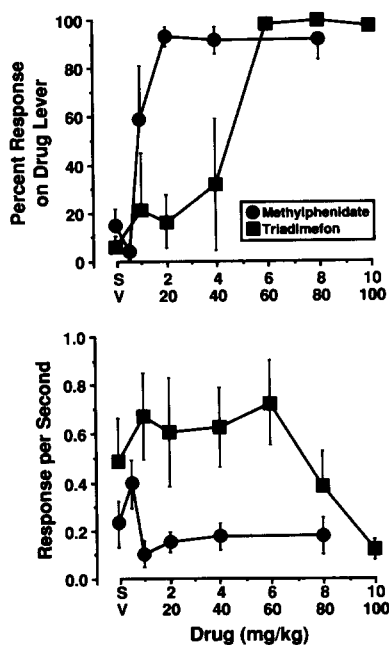 Percent Response
on Drug Lever
100
80
60
40
20
0
Methylphenidate
Triadimefon
S 2 4 6 8 10
V 20 40 60 80 100
Response per Second
1.0
0.8
0.6
0.4
0.2
0.0
S 2 4 6 8 10
V 20 40 60 80 100
Drug (mg/kg)